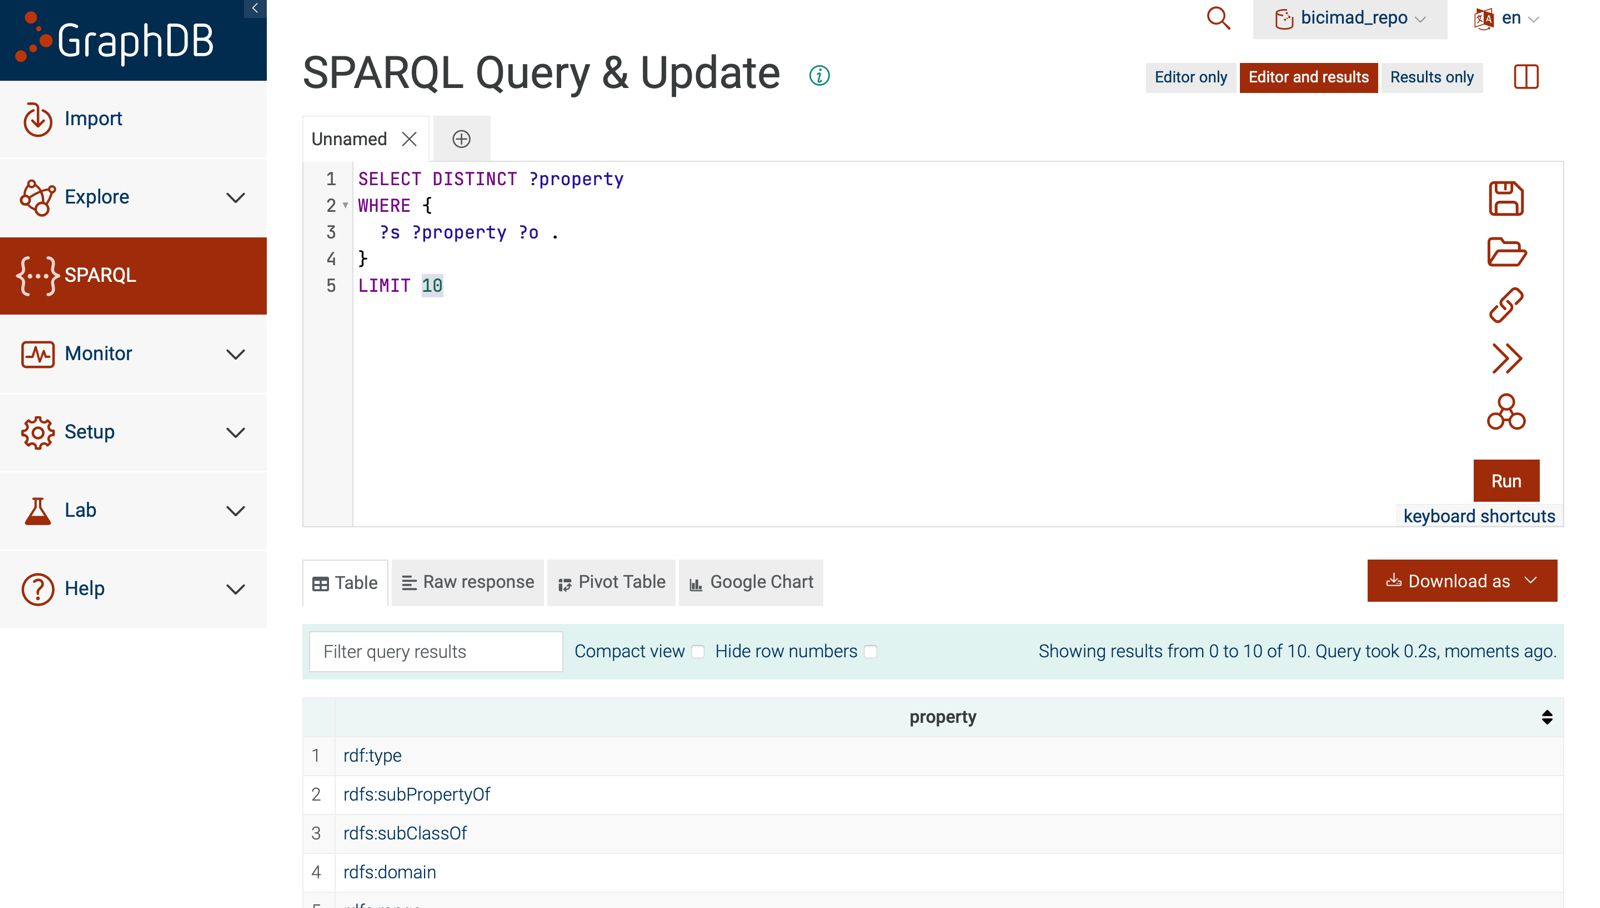 GraphDB
bicimad_repo
en
SPARQL Query & Update
Editor only
Editor and results
Results only
Import
Explore
SPARQL
Monitor
Setup
Lab
Help
Unnamed
1 SELECT DISTINCT ?property
2 WHERE {
3 ?s ?property ?o .
4 }
5 LIMIT 10
Run
keyboard shortcuts
Table
Raw response
Pivot Table
Google Chart
Download as
Filter query results
Compact view
Hide row numbers
Showing results from 0 to 10 of 10. Query took 0.2s, moments ago.
property
1 rdf:type
2 rdfs:subPropertyOf
3 rdfs:subClassOf
4 rdfs:domain